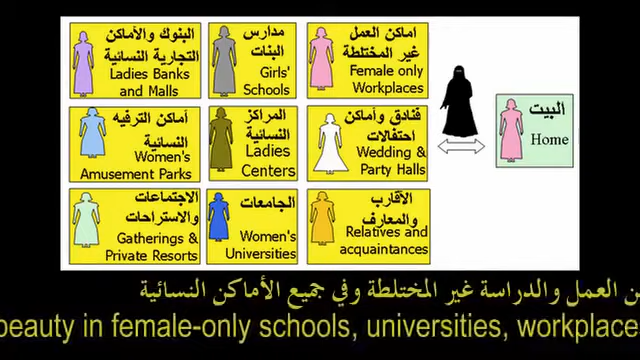 البنوك والأماكن
التجارية النسائية
Ladies Banks
and Malls
مدارس
البنات
Girls'
Schools
اماكن العمل
غير المختلطة
Female only
Workplaces
أماكن الترفيه
النسائية
Women's
Amusement Parks
المراكز
النسائية
Ladies
Centers
فنادق وأماكن
احتفالات
Wedding &
Party Halls
البيت
Home
الاجتماعات
والاستراحات
Gatherings &
Private Resorts
الجامعات
Women's
Universities
الأقارب
والمعارف
Relatives and
acquaintances
العمل والدراسة غير المختلطة وفي جميع الأماكن النسائية
beauty in female-only schools, universities, workplace